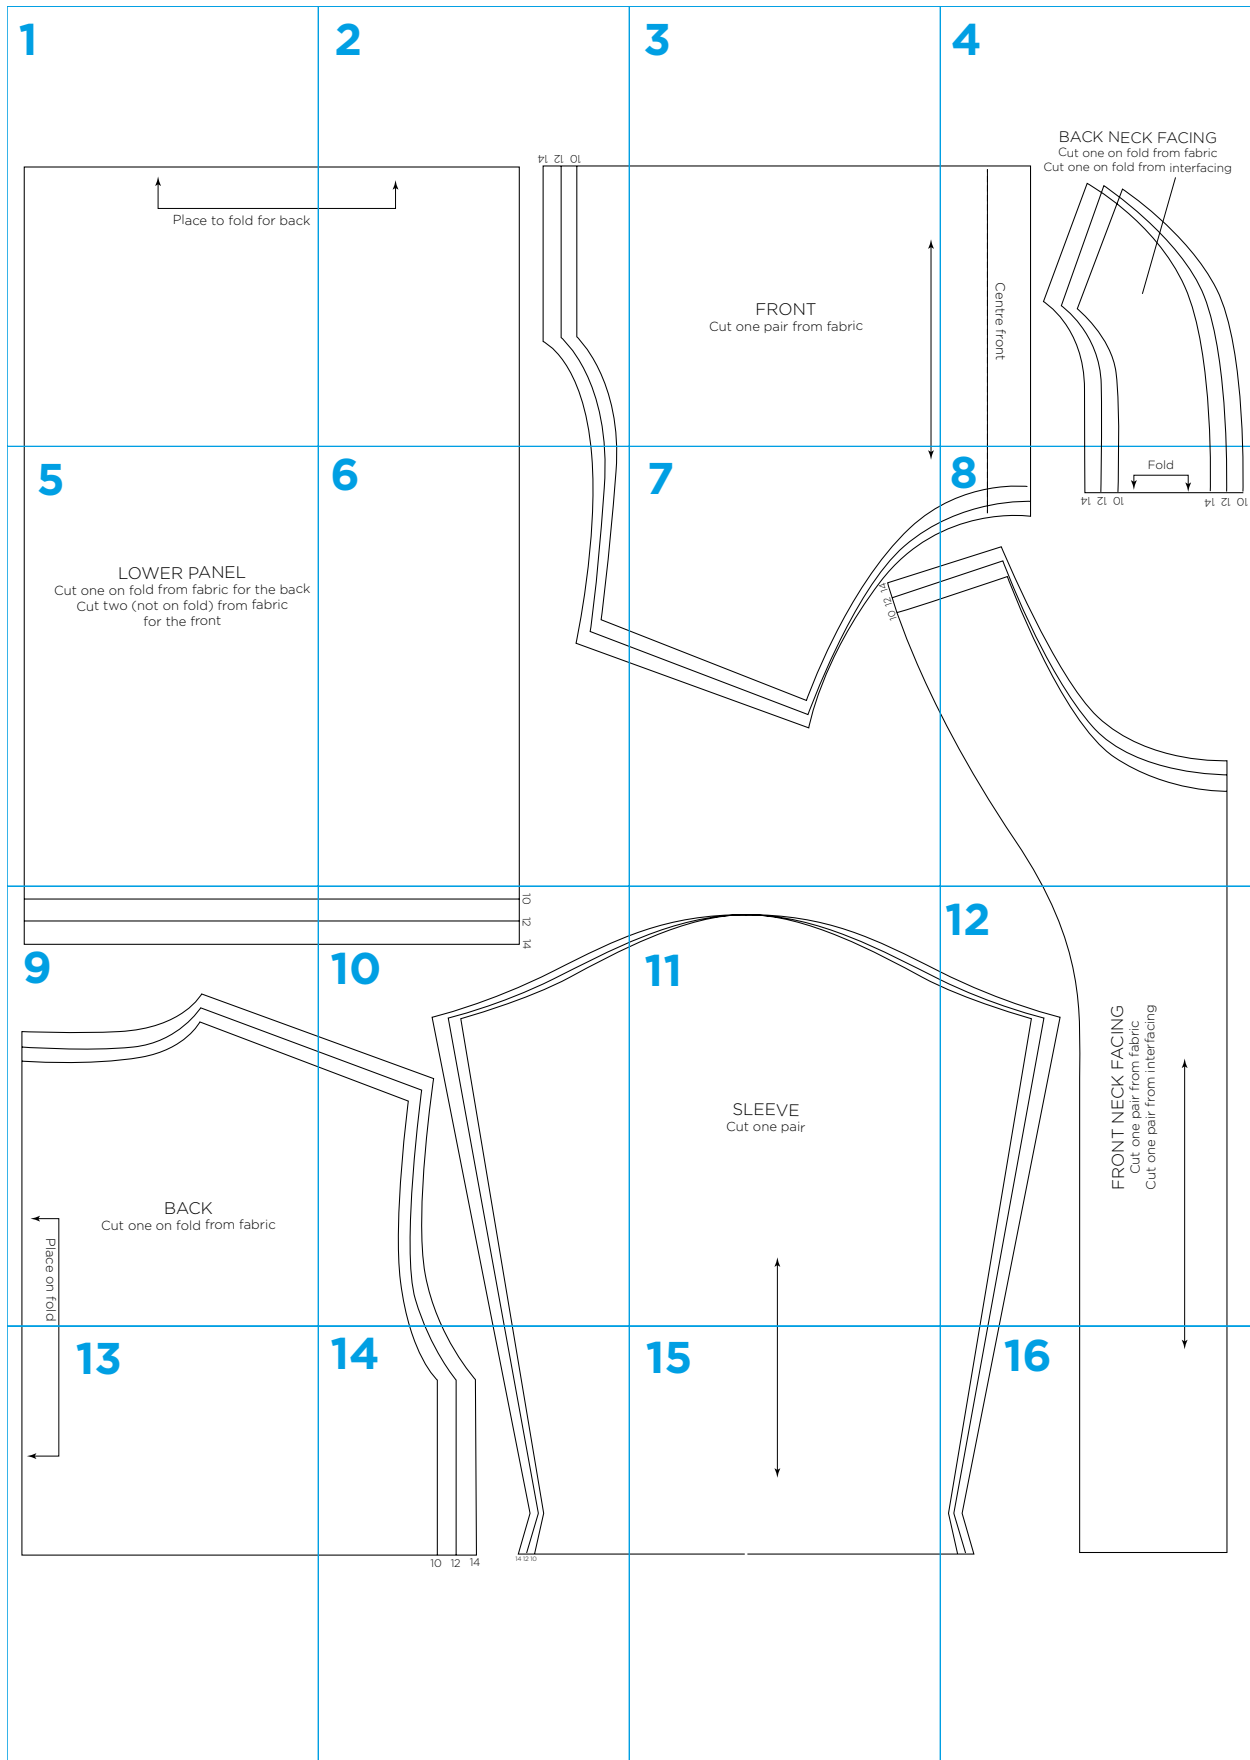 1
2
3
4
BACK NECK FACING
Cut one on fold from fabric
Cut one on fold from interfacing
14 12 10
Place to fold for back
FRONT
Cut one pair from fabric
Centre front
5
6
7
8
Fold
14 12 10
14 12 10
LOWER PANEL
Cut one on fold from fabric for the back
Cut two (not on fold) from fabric
for the front
14
12
10
10
12
14
9
10
11
12
FRONT NECK FACING
Cut one pair from fabric
Cut one pair from interfacing
SLEEVE
Cut one pair
BACK
Cut one on fold from fabric
Place on fold
13
14
15
16
10 12 14
14 12 10